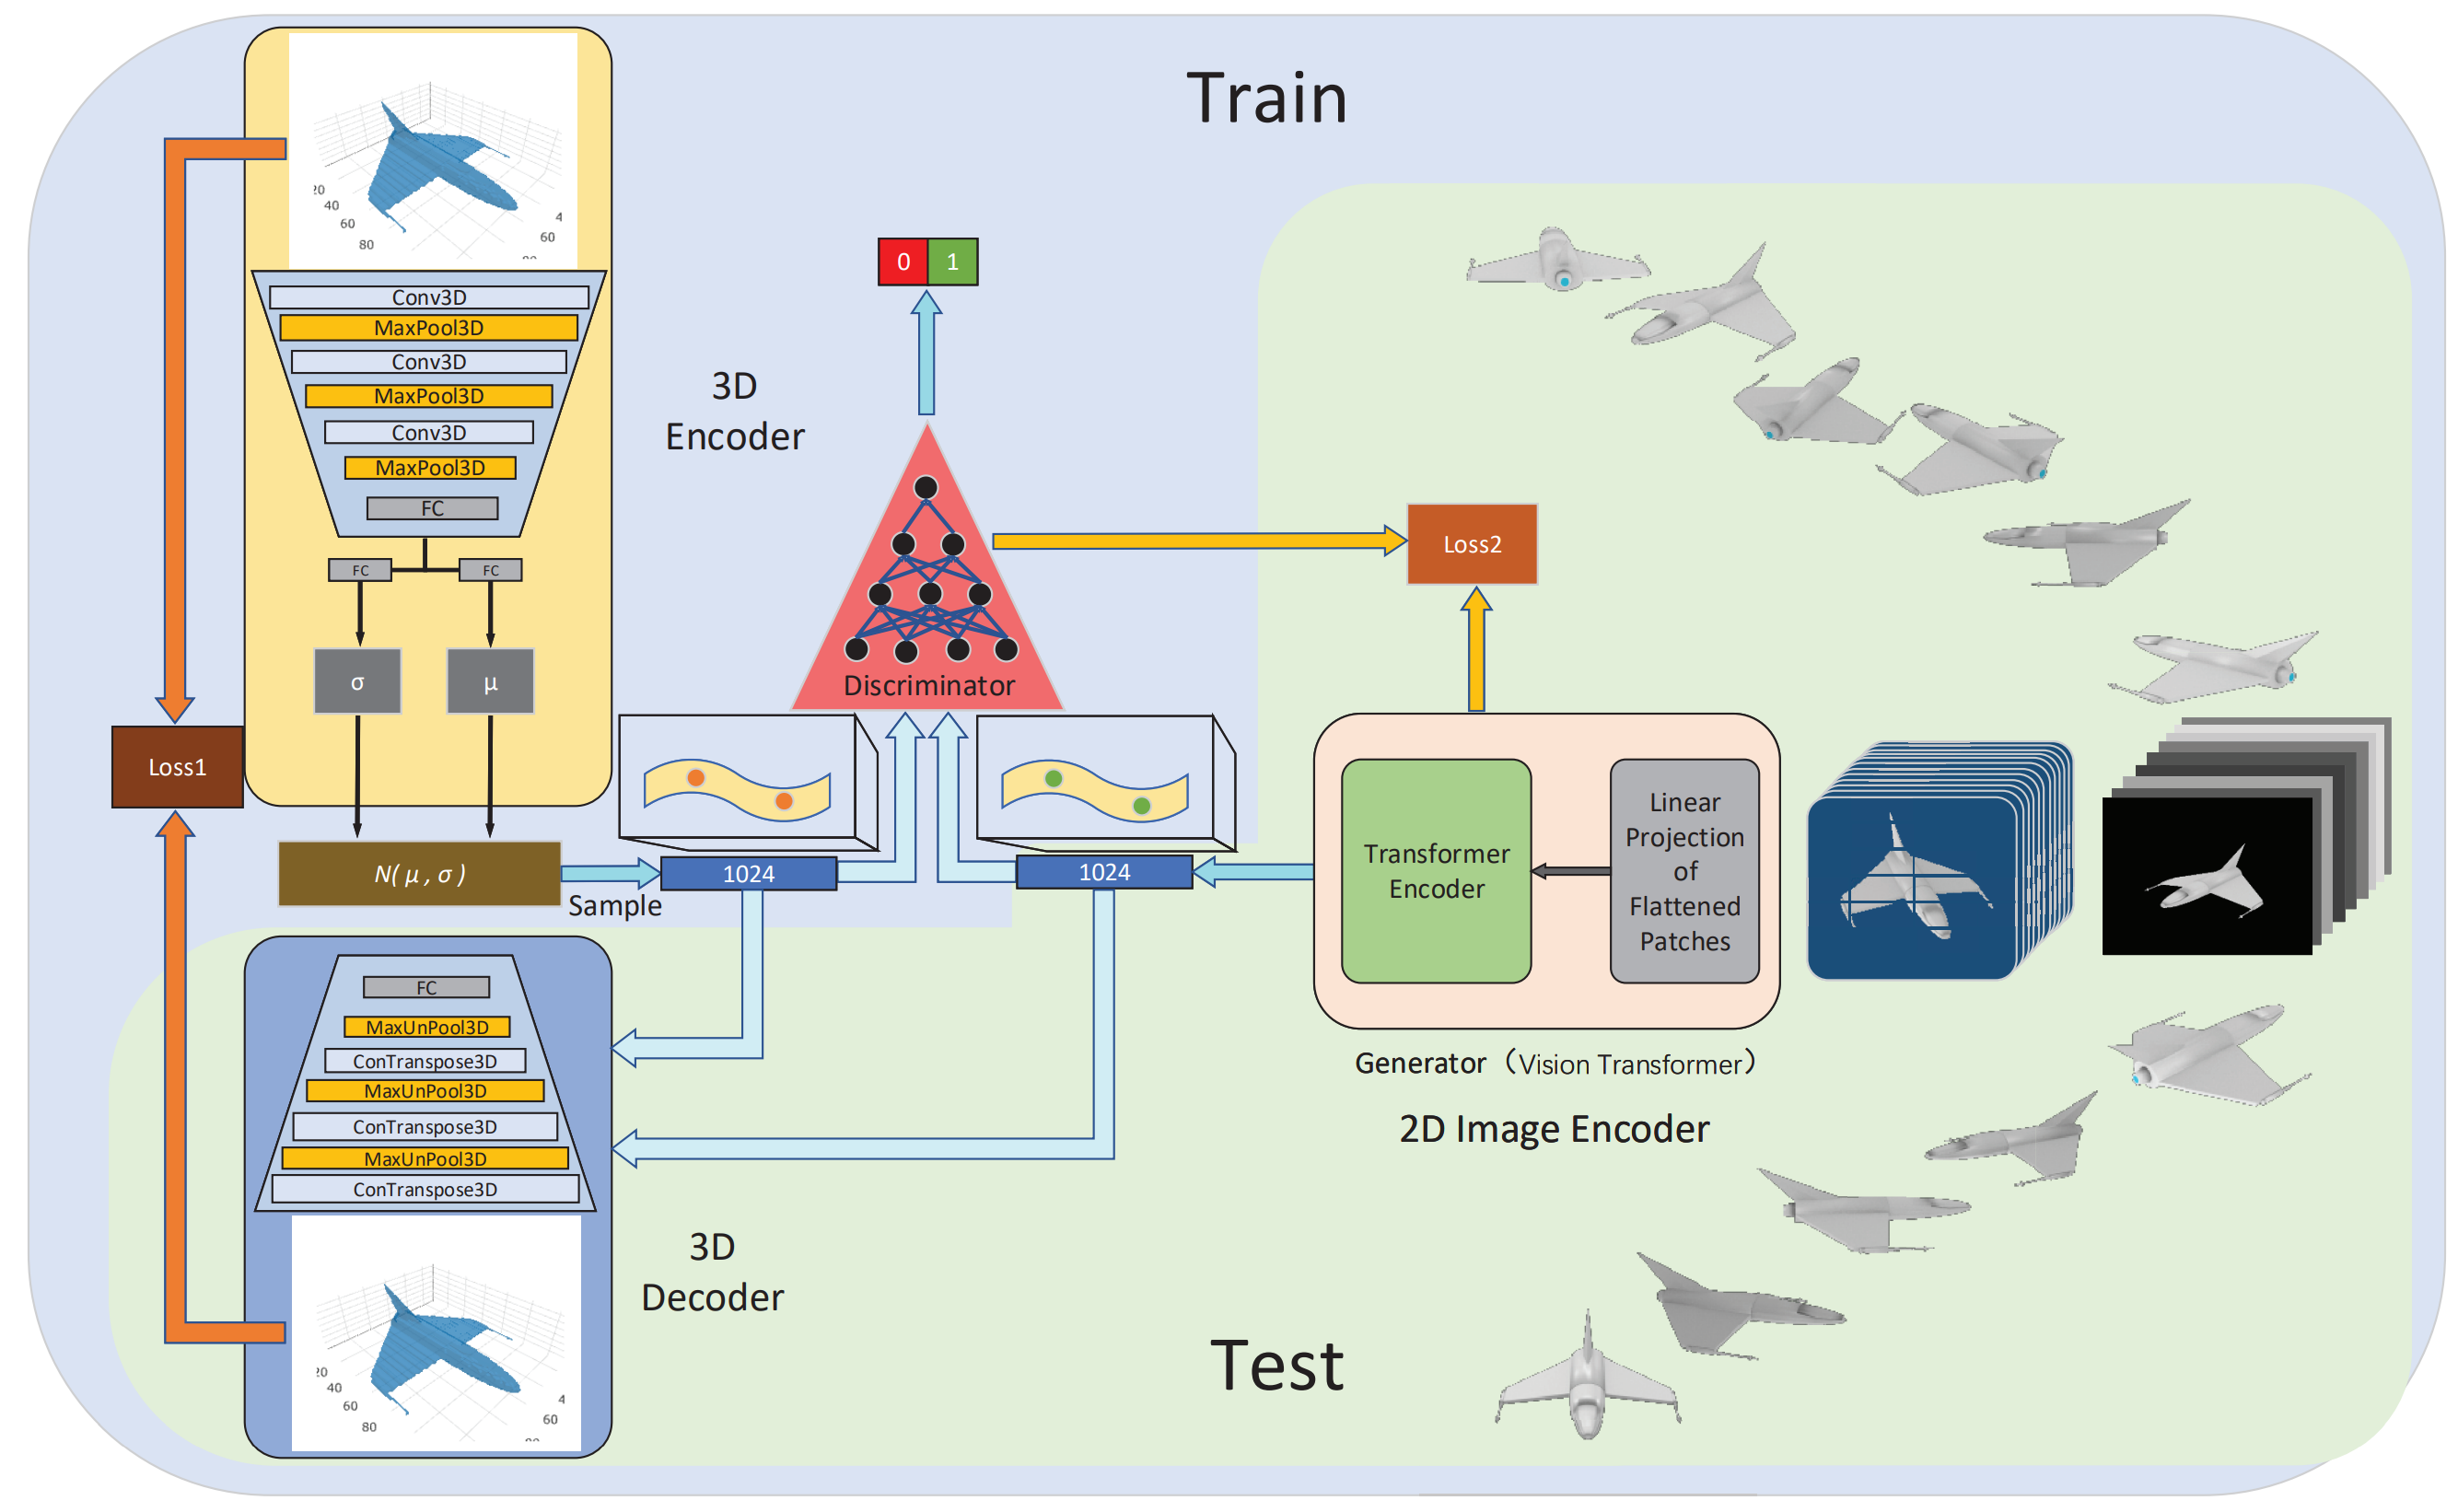 Train
20
40
60
80
4
60
Conv3D
MaxPool3D
Conv3D
MaxPool3D
Conv3D
MaxPool3D
FC
FC
FC
σ
μ
Loss1
N( μ , σ )
Sample
1024
3D
Encoder
0
1
Discriminator
Loss2
1024
Transformer
Encoder
Linear
Projection
of
Flattened
Patches
Generator（Vision Transformer）
2D Image Encoder
FC
MaxUnPool3D
ConTranspose3D
MaxUnPool3D
ConTranspose3D
MaxUnPool3D
ConTranspose3D
20
40
60
80
4
60
3D
Decoder
Test